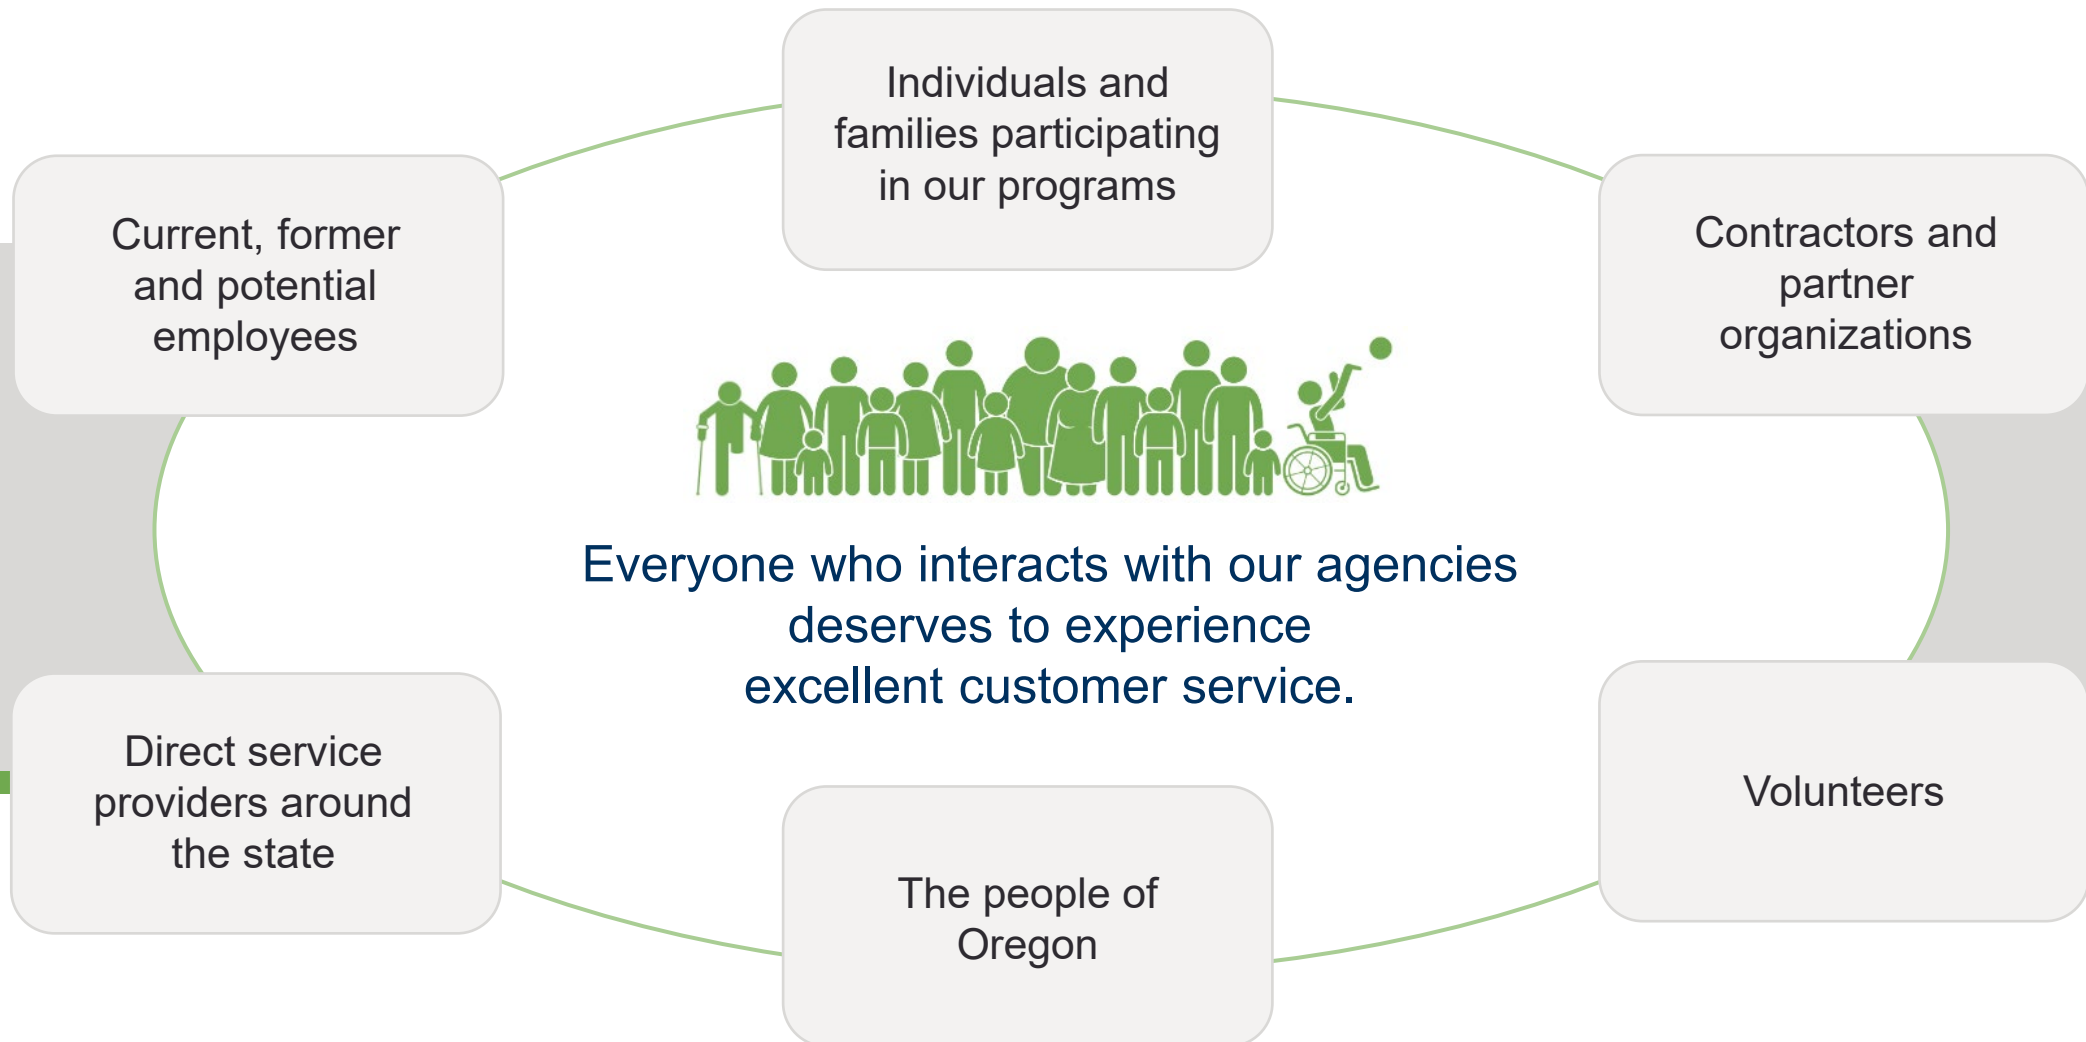 Individuals and
families participating
in our programs
Current, former
and potential
employees
Contractors and
partner
organizations
Everyone who interacts with our agencies
deserves to experience
excellent customer service.
Direct service
providers around
the state
Volunteers
The people of
Oregon